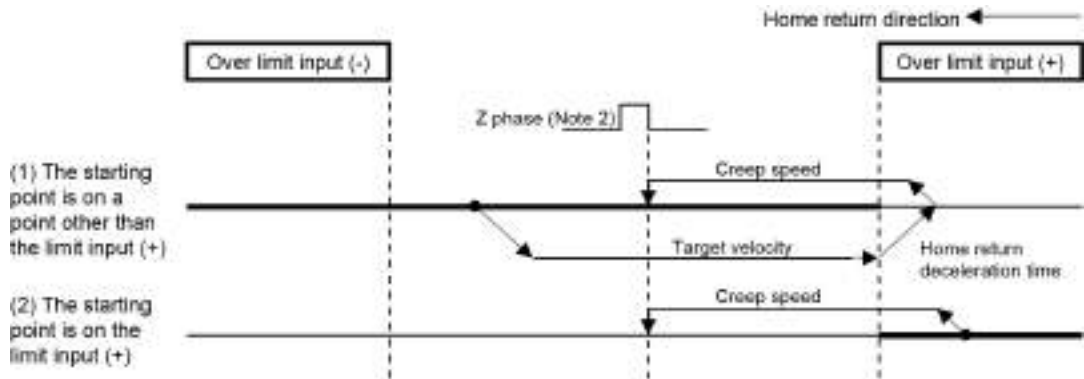 Home return direction
Over limit input (-)
Over limit input (+)
Z phase (Note 2)
(1) The starting
point is on a
point other than
the limit input (+)
Creep speed
Target velocity
Home return
deceleration time
(2) The starting
point is on the
limit input (+)
Creep speed